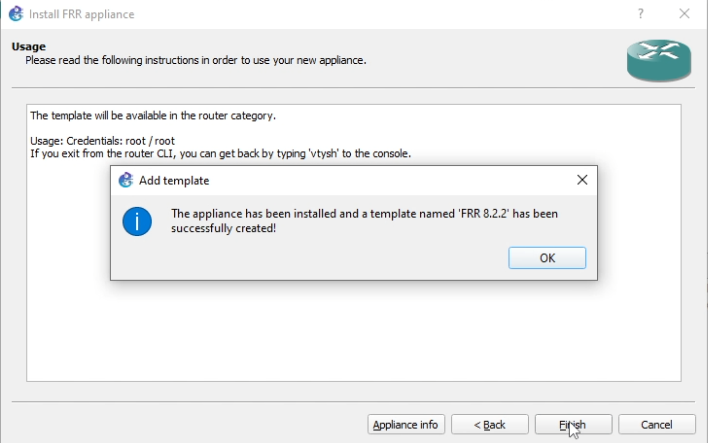 Install FRR appliance
?
Usage
Please read the following instructions in order to use your new appliance.
The template will be available in the router category.
Usage: Credentials: root / root
If you exit from the router CLI, you can get back by typing 'vtysh' to the console.
Add template
The appliance has been installed and a template named 'FRR 8.2.2' has been
successfully created!
OK
Appliance info
< Back
Finish
Cancel